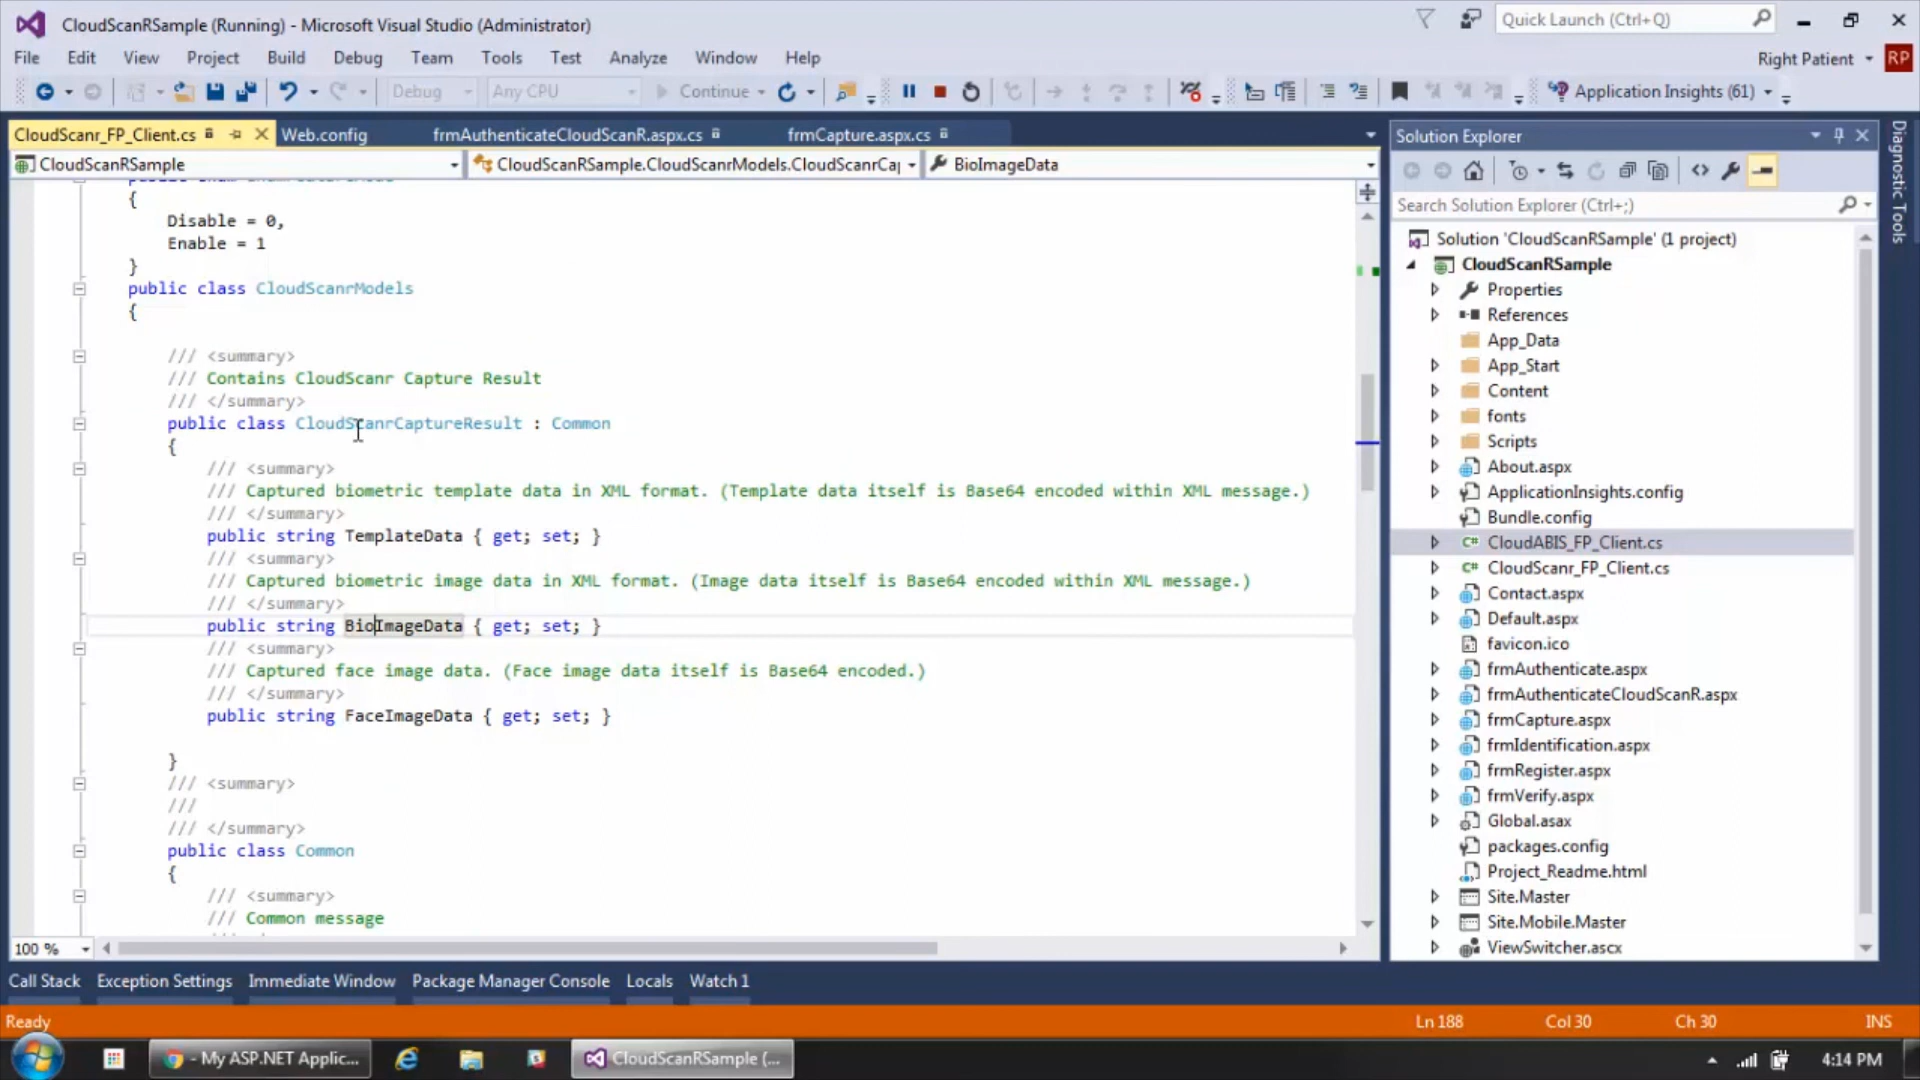 CloudScanRSample (Running) - Microsoft Visual Studio (Administrator)
Quick Launch (Ctrl+Q)
File Edit View Project Build Debug Team Tools Test Analyze Window Help
Right Patient RP
Debug Any CPU Continue Application Insights (61)
CloudScanr_FP_Client.cs Web.config frmAuthenticateCloudScanR.aspx.cs frmCapture.aspx.cs
CloudScanRSample CloudScanRSample.CloudScanrModels.CloudScanrCa BioImageData
{
Disable = 0,
Enable = 1
}
public class CloudScanrModels
{
/// <summary>
/// Contains CloudScanr Capture Result
/// </summary>
public class CloudScanrCaptureResult : Common
{
/// <summary>
/// Captured biometric template data in XML format. (Template data itself is Base64 encoded within XML message.)
/// </summary>
public string TemplateData { get; set; }
/// <summary>
/// Captured biometric image data in XML format. (Image data itself is Base64 encoded within XML message.)
/// </summary>
public string BioImageData { get; set; }
/// <summary>
/// Captured face image data. (Face image data itself is Base64 encoded.)
/// </summary>
public string FaceImageData { get; set; }
}
/// <summary>
///
/// </summary>
public class Common
{
/// <summary>
/// Common message
100 %
Solution Explorer
Search Solution Explorer (Ctrl+;)
Solution 'CloudScanRSample' (1 project)
CloudScanRSample
Properties
References
App_Data
App_Start
Content
fonts
Scripts
About.aspx
ApplicationInsights.config
Bundle.config
CloudABIS_FP_Client.cs
CloudScanr_FP_Client.cs
Contact.aspx
Default.aspx
favicon.ico
frmAuthenticate.aspx
frmAuthenticateCloudScanR.aspx
frmCapture.aspx
frmIdentification.aspx
frmRegister.aspx
frmVerify.aspx
Global.asax
packages.config
Project_Readme.html
Site.Master
Site.Mobile.Master
ViewSwitcher.ascx
Diagnostic Tools
Call Stack Exception Settings Immediate Window Package Manager Console Locals Watch 1
Ready Ln 188 Col 30 Ch 30 INS
- My ASP.NET Applic... CloudScanRSample (... 4:14 PM